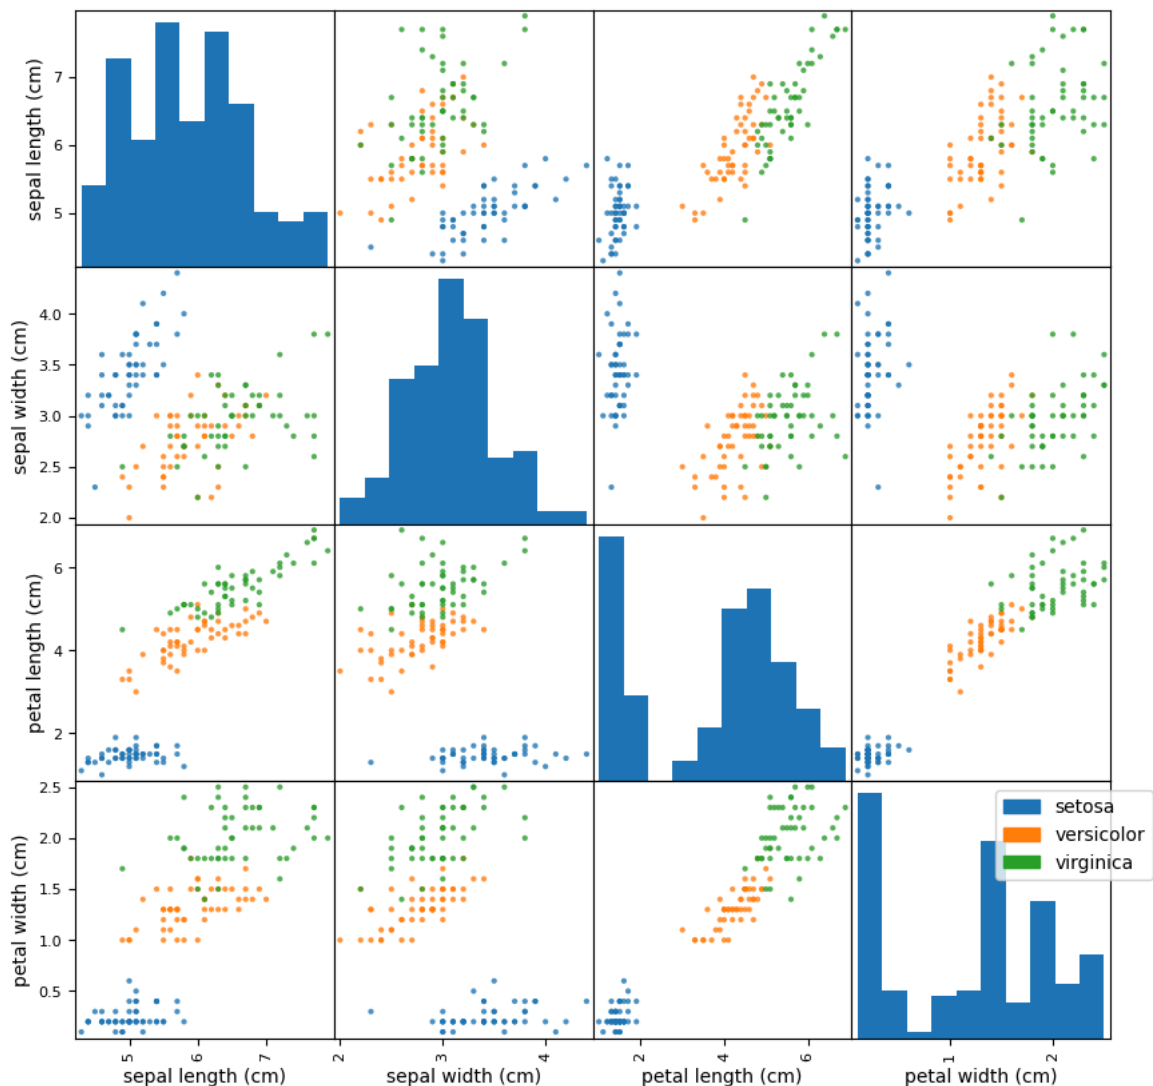 sepal length (cm)
7
6
5
sepal width (cm)
4.0
3.5
3.0
2.5
2.0
petal length (cm)
6
4
2
petal width (cm)
2.5
2.0
1.5
1.0
0.5
setosa
versicolor
virginica
5 6 7 2 3 4 2 4 6 1 2
sepal length (cm) sepal width (cm) petal length (cm) petal width (cm)